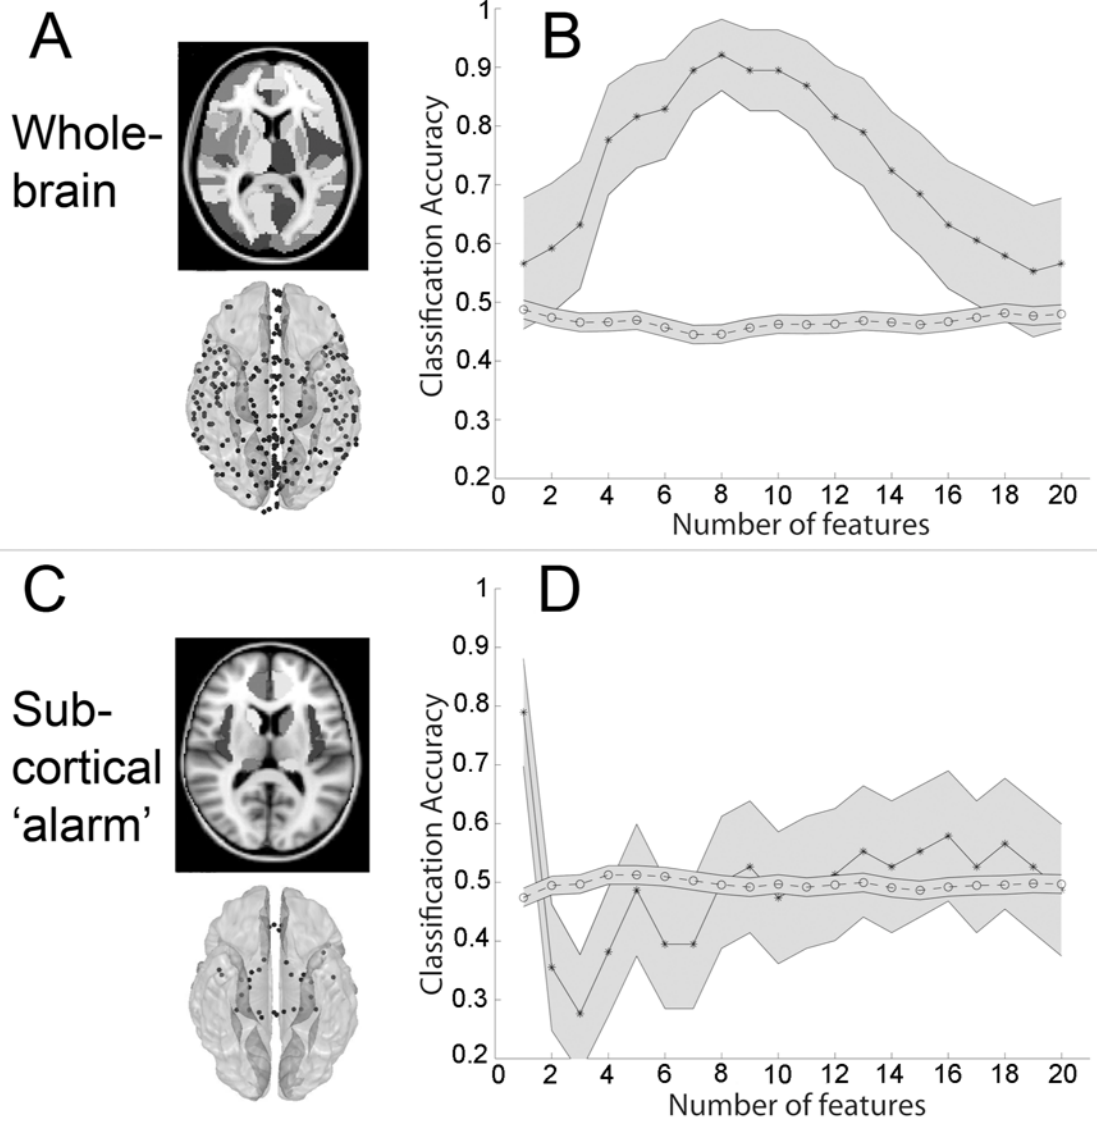 A
Whole-
brain
B
Classification Accuracy
1
0.9
0.8
0.7
0.6
0.5
0.4
0.3
0.2
0 2 4 6 8 10 12 14 16 18 20
Number of features
C
Sub-
cortical
‘alarm’
D
Classification Accuracy
1
0.9
0.8
0.7
0.6
0.5
0.4
0.3
0.2
0 2 4 6 8 10 12 14 16 18 20
Number of features